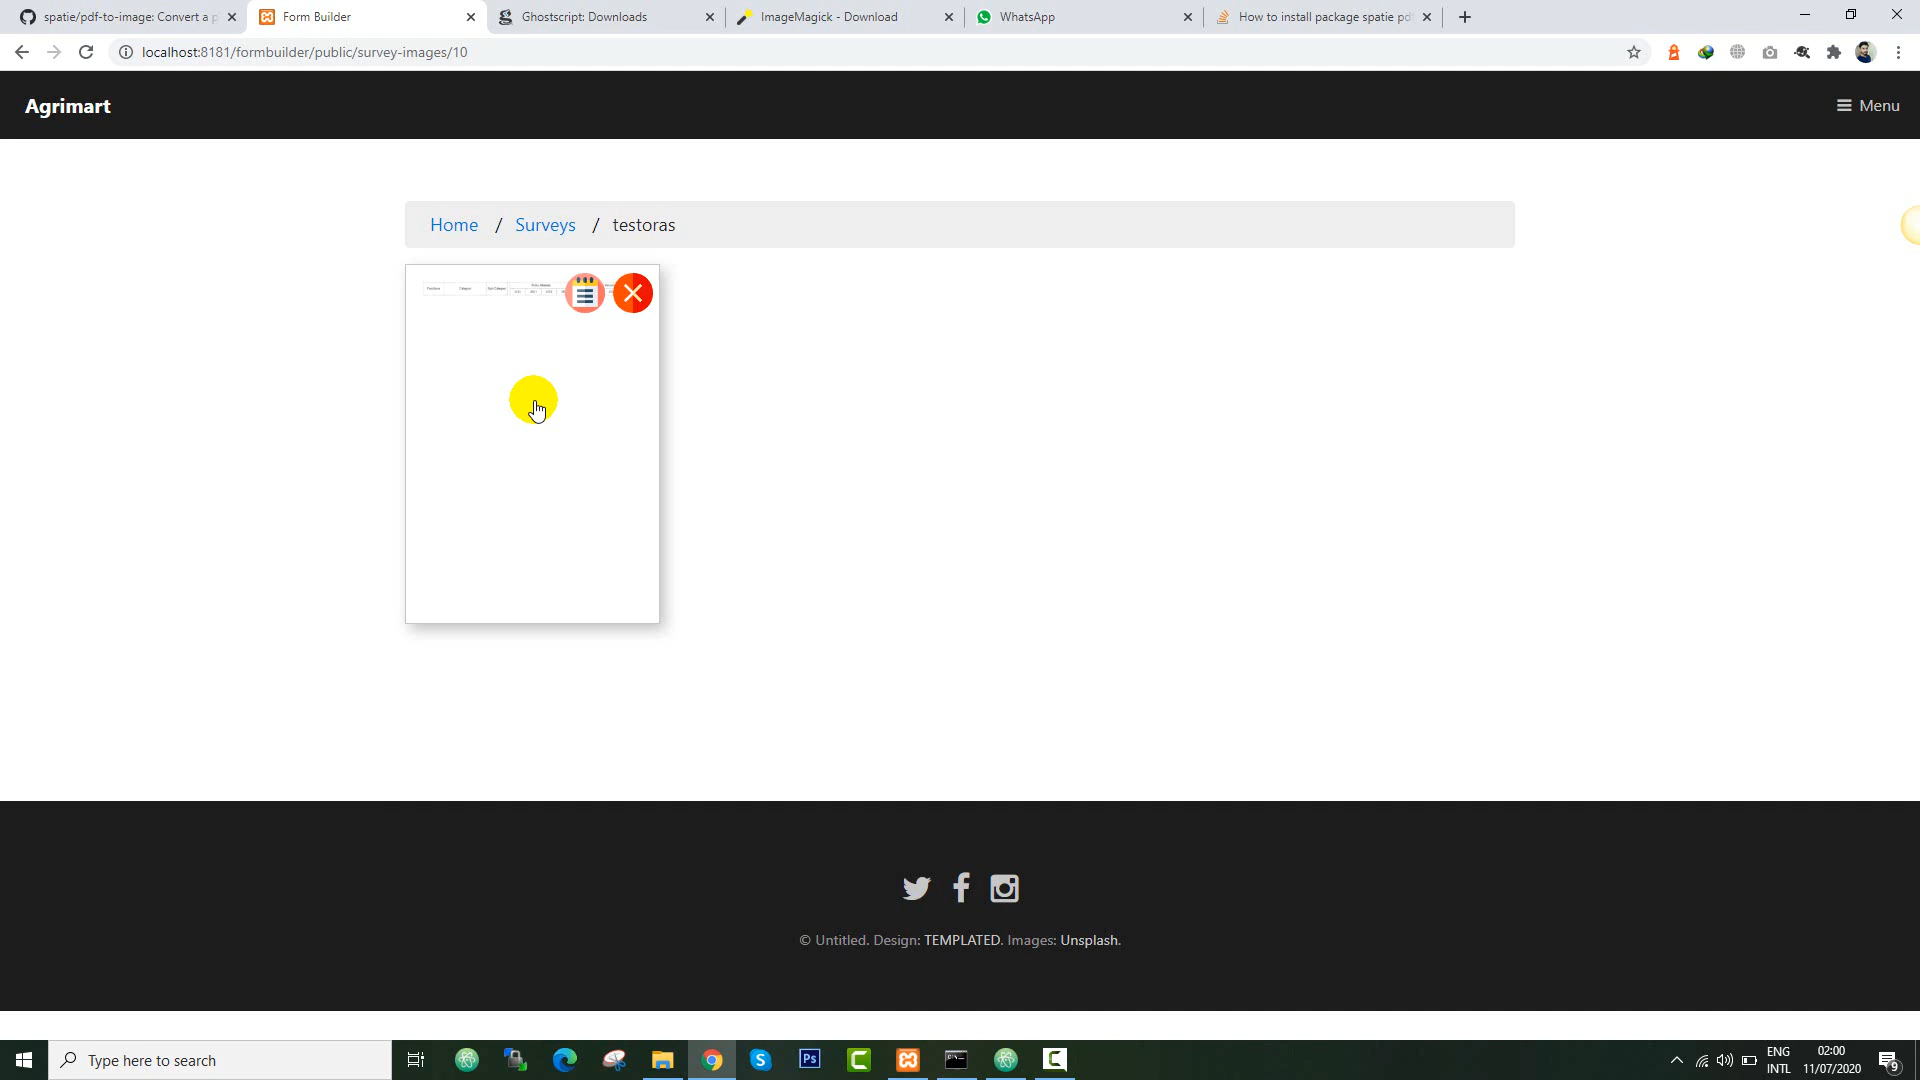 spatie/pdf-to-image: Convert a p
Form Builder
Ghostscript: Downloads
ImageMagick - Download
WhatsApp
How to install package spatie pd
localhost:8181/formbuilder/public/survey-images/10
Agrimart
Menu
Home / Surveys / testoras
© Untitled. Design: TEMPLATED. Images: Unsplash.
Type here to search
Ps
ENG
INTL
02:00
11/07/2020
9